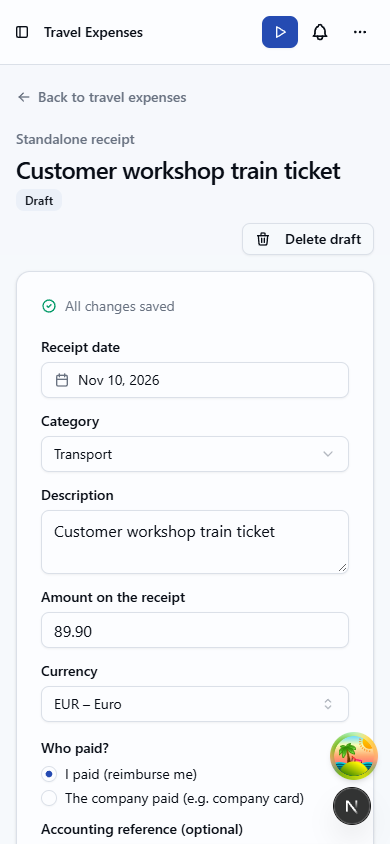 Travel Expenses
Back to travel expenses
Standalone receipt
Customer workshop train ticket
Draft
Delete draft
All changes saved
Receipt date
Nov 10, 2026
Category
Transport
Description
Customer workshop train ticket
Amount on the receipt
89.90
Currency
EUR – Euro
Who paid?
I paid (reimburse me)
The company paid (e.g. company card)
N
Accounting reference (optional)